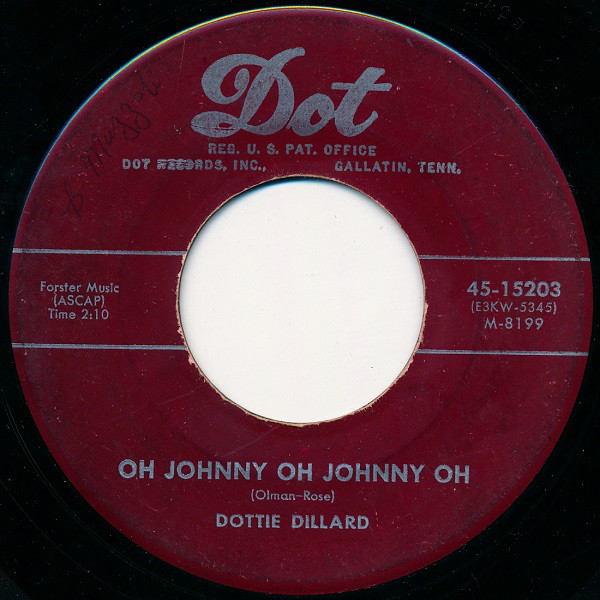 Dot
REG. U. S. PAT. OFFICE
DOT RECORDS, INC., GALLATIN, TENN.
Forster Music
(ASCAP)
Time 2:10
45-15203
(E3KW-5345)
M-8199
OH JOHNNY OH JOHNNY OH
(Olman-Rose)
DOTTIE DILLARD